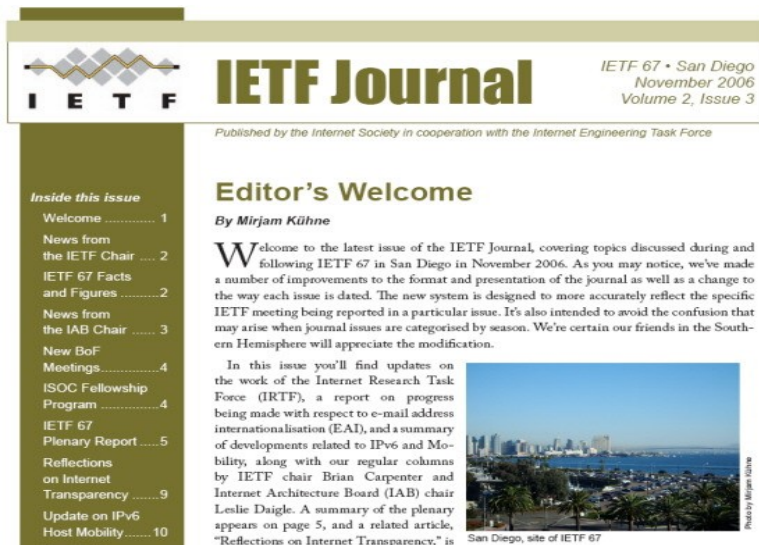 IETF
IETF Journal
IETF 67 • San Diego
November 2006
Volume 2, Issue 3
Published by the Internet Society in cooperation with the Internet Engineering Task Force
Inside this issue
Welcome ............. 1
News from
the IETF Chair .... 2
IETF 67 Facts
and Figures ..........2
News from
the IAB Chair ...... 3
New BoF
Meetings..............4
ISOC Fellowship
Program ..............4
IETF 67
Plenary Report .....5
Reflections
on Internet
Transparency .......9
Update on IPv6
Host Mobility.......10
Editor's Welcome
By Mirjam Kühne
Welcome to the latest issue of the IETF Journal, covering topics discussed during and
following IETF 67 in San Diego in November 2006. As you may notice, we've made
a number of improvements to the format and presentation of the journal as well as a change to
the way each issue is dated. The new system is designed to more accurately reflect the specific
IETF meeting being reported in a particular issue. It's also intended to avoid the confusion that
may arise when journal issues are categorised by season. We're certain our friends in the South-
ern Hemisphere will appreciate the modification.
In this issue you'll find updates on
the work of the Internet Research Task
Force (IRTF), a report on progress
being made with respect to e-mail address
internationalisation (EAI), and a summary
of developments related to IPv6 and Mo-
bility, along with our regular columns
by IETF chair Brian Carpenter and
Internet Architecture Board (IAB) chair
Leslie Daigle. A summary of the plenary
appears on page 5, and a related article,
"Reflections on Internet Transparency," is
Photo by Mirjam Kühne
San Diego, site of IETF 67